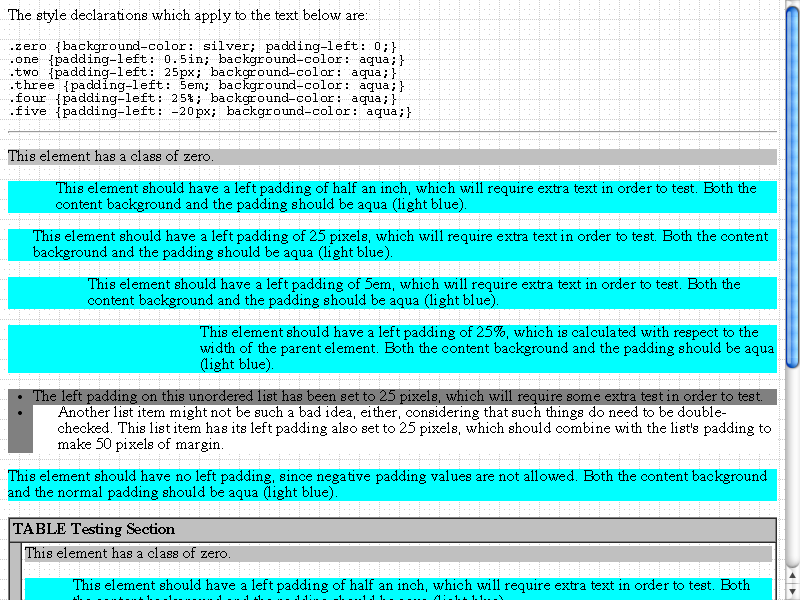 The style declarations which apply to the text below are:
.zero {background-color: silver; padding-left: 0;}
.one {padding-left: 0.5in; background-color: aqua;}
.two {padding-left: 25px; background-color: aqua;}
.three {padding-left: 5em; background-color: aqua;}
.four {padding-left: 25%; background-color: aqua;}
.five {padding-left: -20px; background-color: aqua;}
This element has a class of zero.
This element should have a left padding of half an inch, which will require extra text in order to test. Both the
content background and the padding should be aqua (light blue).
This element should have a left padding of 25 pixels, which will require extra text in order to test. Both the content
background and the padding should be aqua (light blue).
This element should have a left padding of 5em, which will require extra text in order to test. Both the
content background and the padding should be aqua (light blue).
This element should have a left padding of 25%, which is calculated with respect to the
width of the parent element. Both the content background and the padding should be aqua
(light blue).
• The left padding on this unordered list has been set to 25 pixels, which will require some extra test in order to test.
• Another list item might not be such a bad idea, either, considering that such things do need to be double-
checked. This list item has its left padding also set to 25 pixels, which should combine with the list's padding to
make 50 pixels of margin.
This element should have no left padding, since negative padding values are not allowed. Both the content background
and the normal padding should be aqua (light blue).
TABLE Testing Section
This element has a class of zero.
This element should have a left padding of half an inch, which will require extra text in order to test. Both
the content background and the padding should be aqua (light blue).